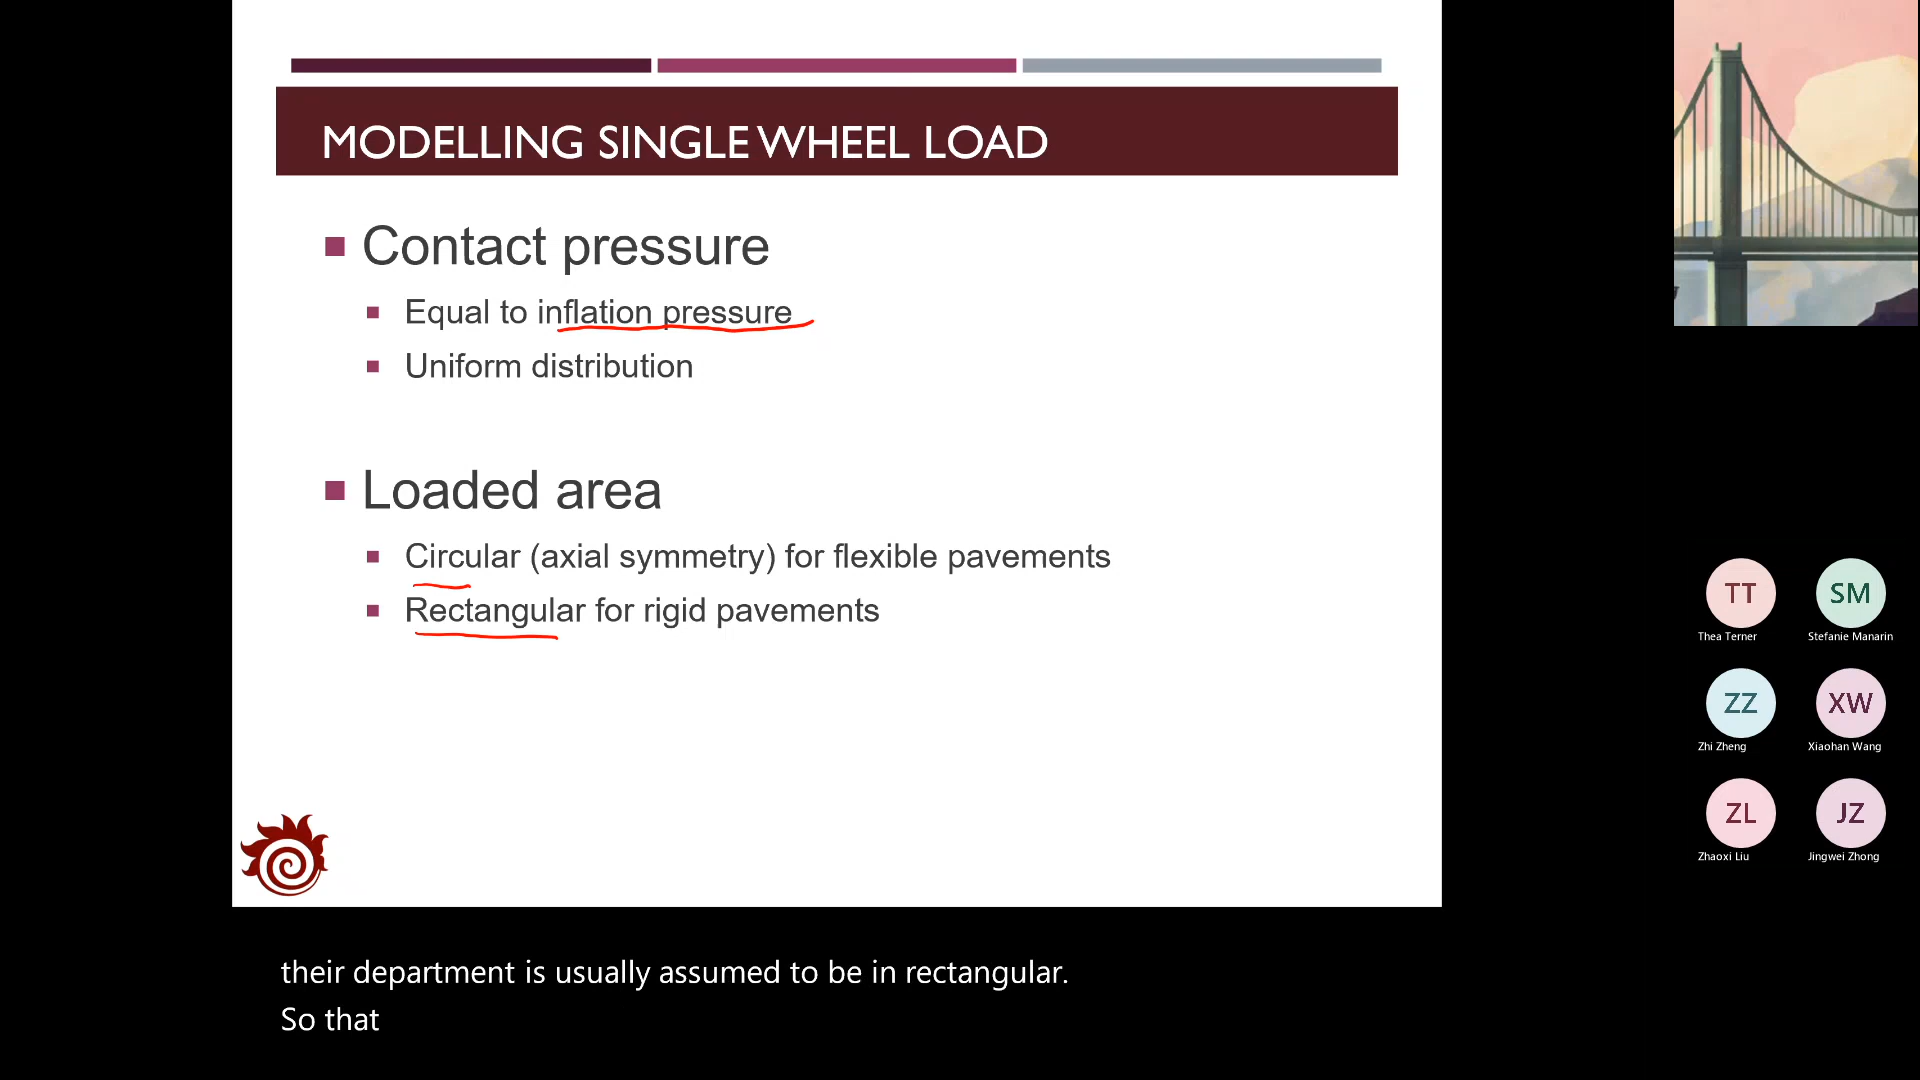 MODELLING SINGLE WHEEL LOAD
Contact pressure
Equal to inflation pressure
Uniform distribution
Loaded area
Circular (axial symmetry) for flexible pavements
Rectangular for rigid pavements
TT
SM
Thea Terner
Stefanie Manarin
ZZ
XW
Zhi Zheng
Xiaohan Wang
ZL
JZ
Zhaoxi Liu
Jingwei Zhong
their department is usually assumed to be in rectangular.
So that